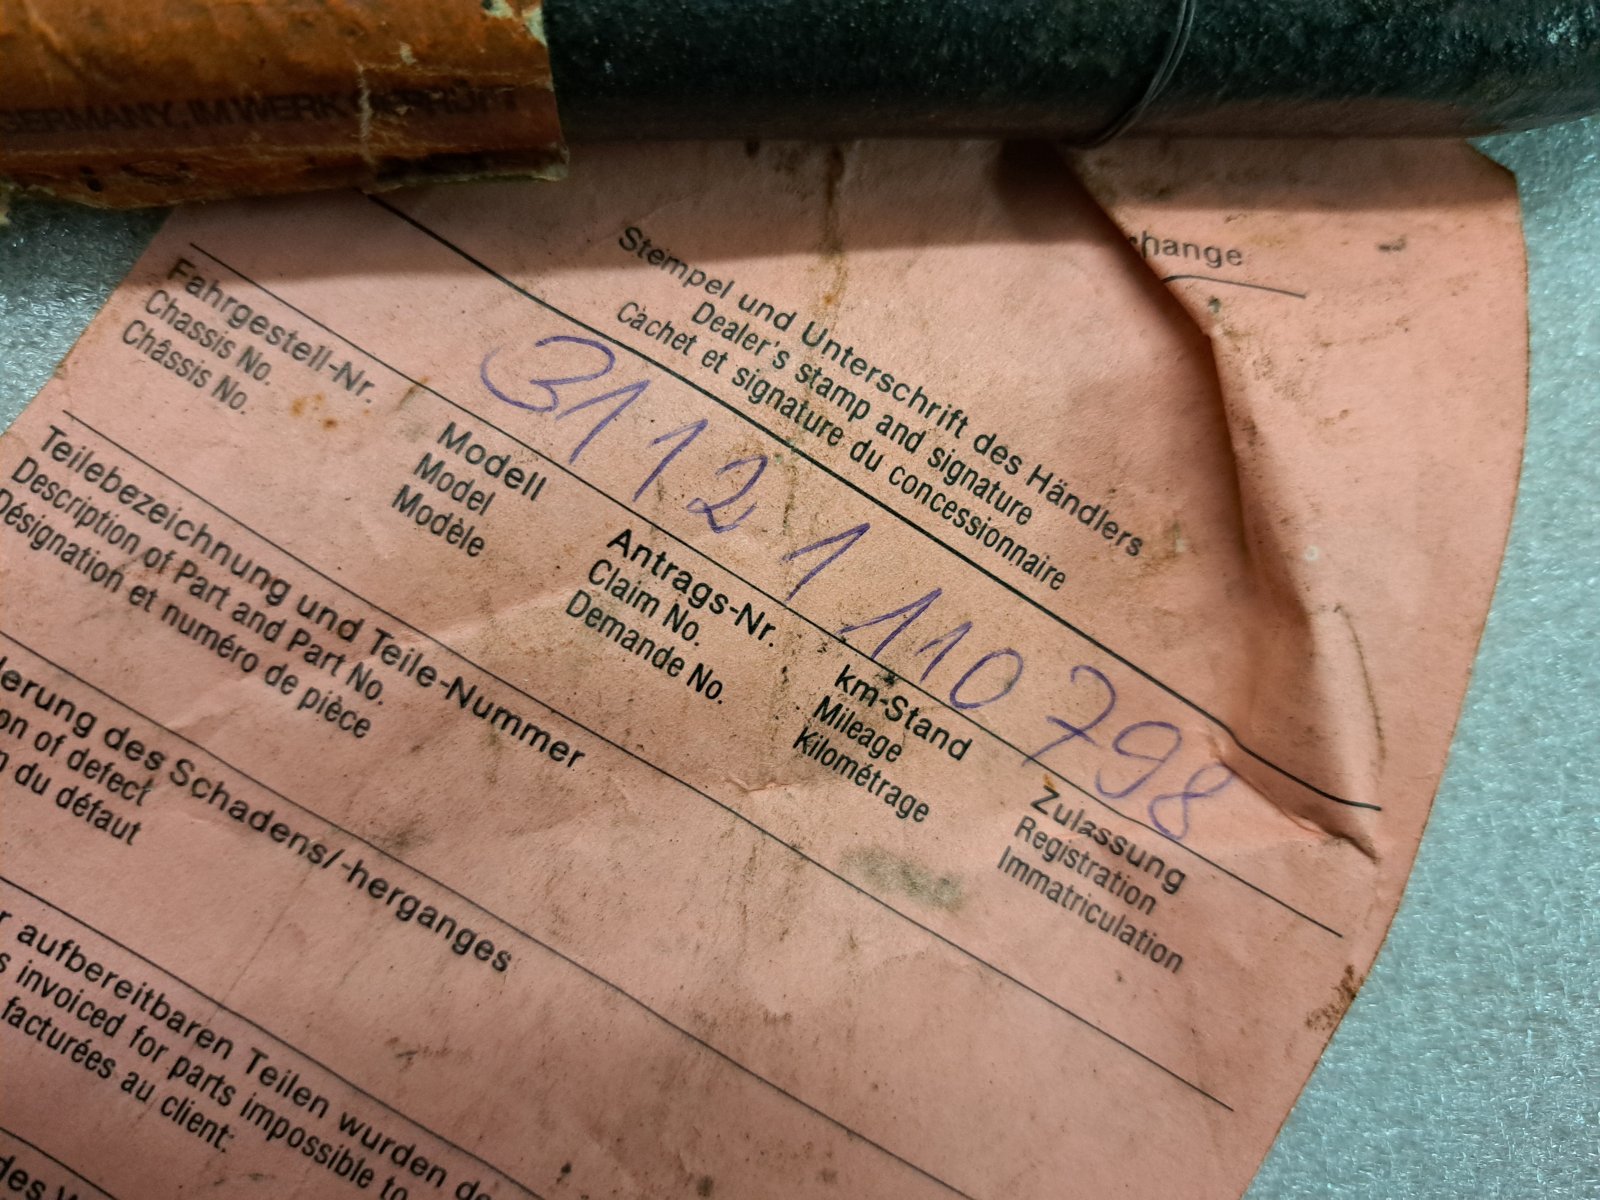 GERMANY, IM WERK GEPRÜFT
change
Stempel und Unterschrift des Händlers
Dealer's stamp and signature
Cachet et signature du concessionnaire
3112 1 110 798
Fahrgestell-Nr.
Chassis No.
Châssis No.
Modell
Model
Modèle
Antrags-Nr.
Claim No.
Demande No.
km-Stand
Mileage
Kilométrage
Zulassung
Registration
Immatriculation
Teilebezeichnung und Teile-Nummer
Description of Part and Part No.
Désignation et numéro de pièce
derung des Schadens/-herganges
on of defect
n du défaut
r aufbereitbaren Teilen wurden de
s invoiced for parts impossible to
facturées au client:
des